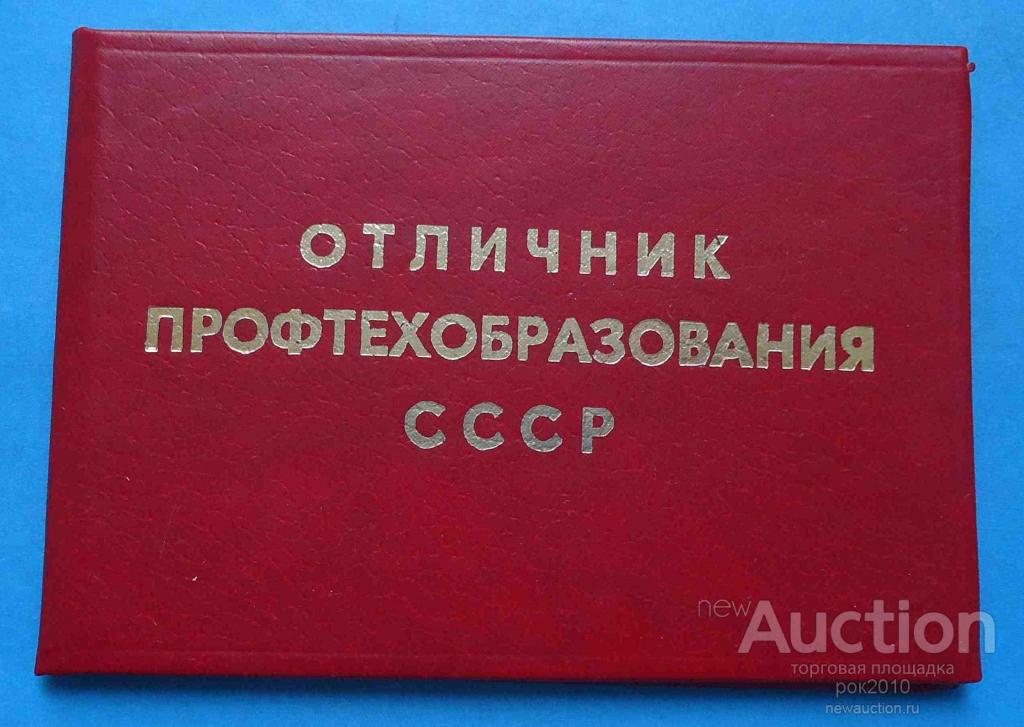 ОТЛИЧНИК
ПРОФТЕХОБРАЗОВАНИЯ
СССР
new Auction
торговая площадка
рок2010
newauction.ru